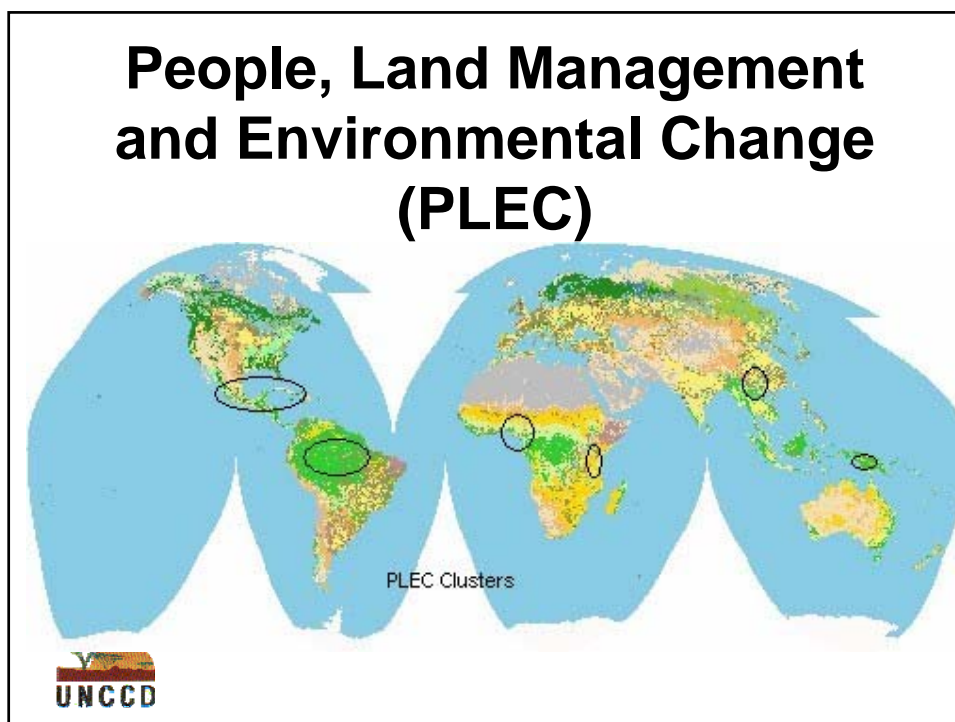 People, Land Management
and Environmental Change
(PLEC)
PLEC Clusters
UNCCD